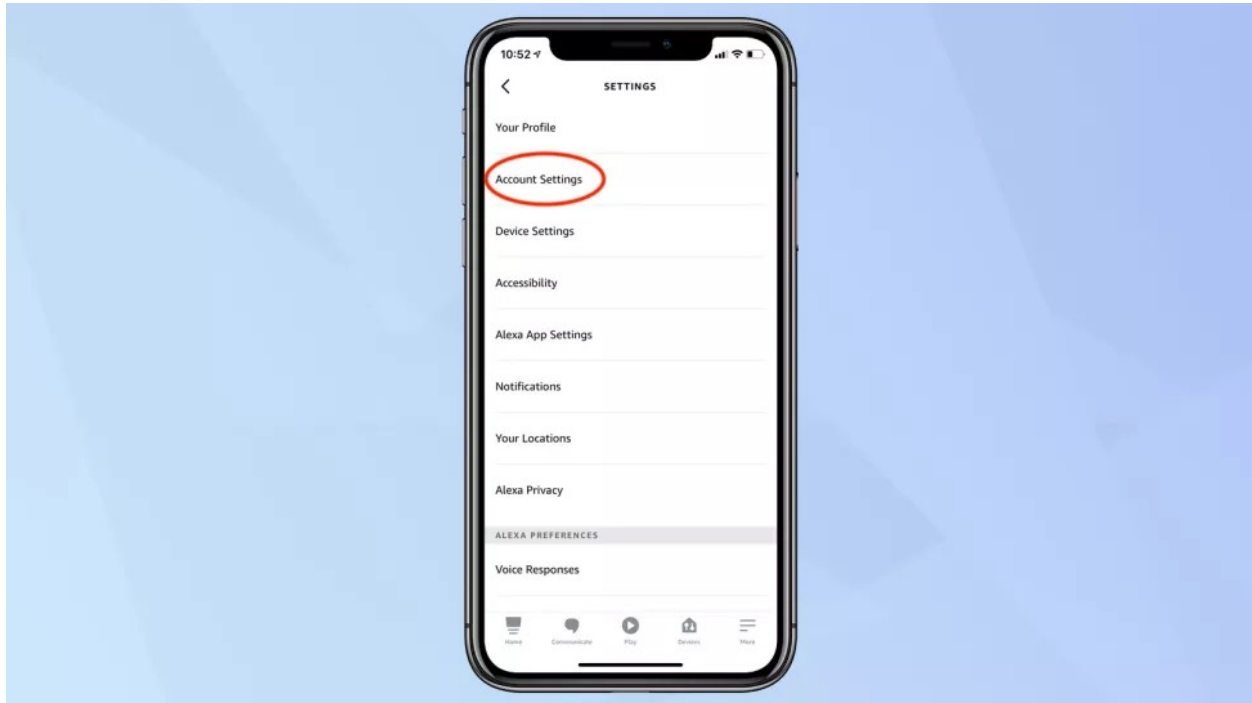 10:52
SETTINGS
Your Profile
Account Settings
Device Settings
Accessibility
Alexa App Settings
Notifications
Your Locations
Alexa Privacy
ALEXA PREFERENCES
Voice Responses
Home Communicate Play Devices More